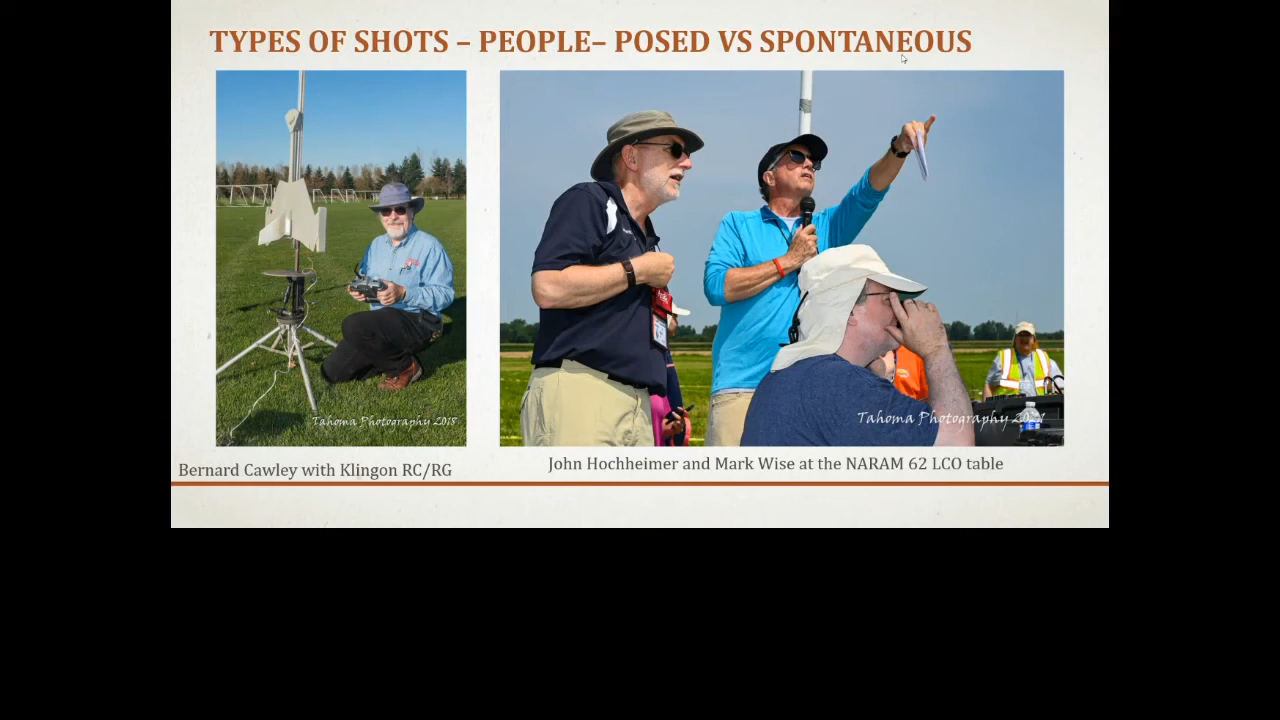 TYPES OF SHOTS – PEOPLE– POSED VS SPONTANEOUS
Tahoma Photography 2018
Tahoma Photography 2021
Bernard Cawley with Klingon RC/RG
John Hochheimer and Mark Wise at the NARAM 62 LCO table